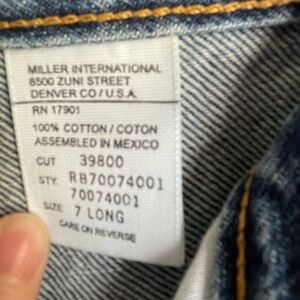 MILLER INTERNATIONAL
8500 ZUNI STREET
DENVER CO / U.S.A.
RN 17901
100% COTTON / COTON
ASSEMBLED IN MEXICO
CUT 39800
STY. RB70074001
70074001
SIZE 7 LONG
CARE ON REVERSE